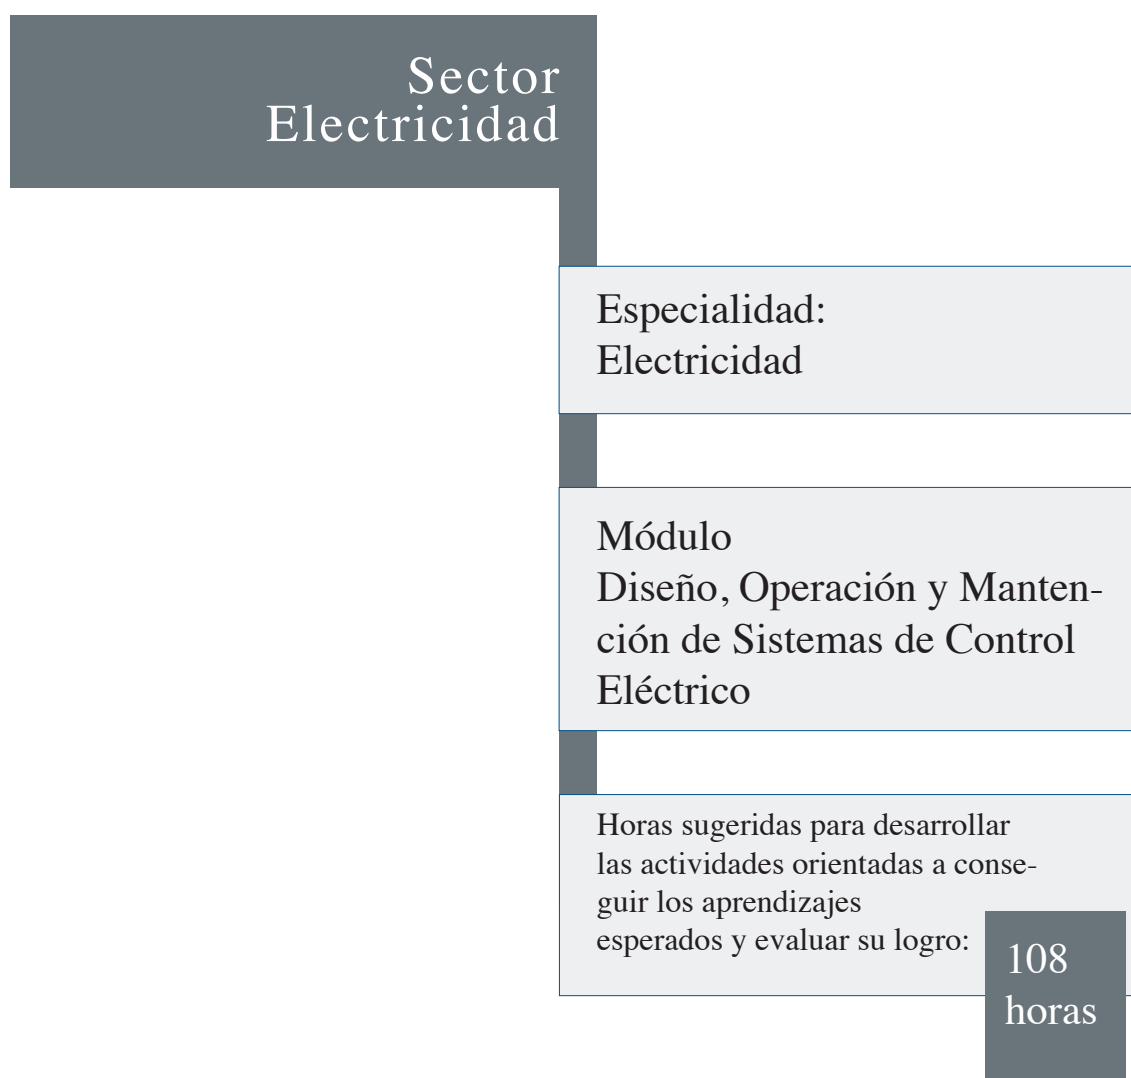 Sector
Electricidad
Especialidad:
Electricidad
Módulo
Diseño, Operación y Manten-
ción de Sistemas de Control
Eléctrico
Horas sugeridas para desarrollar
las actividades orientadas a conse-
guir los aprendizajes
esperados y evaluar su logro:
108
horas